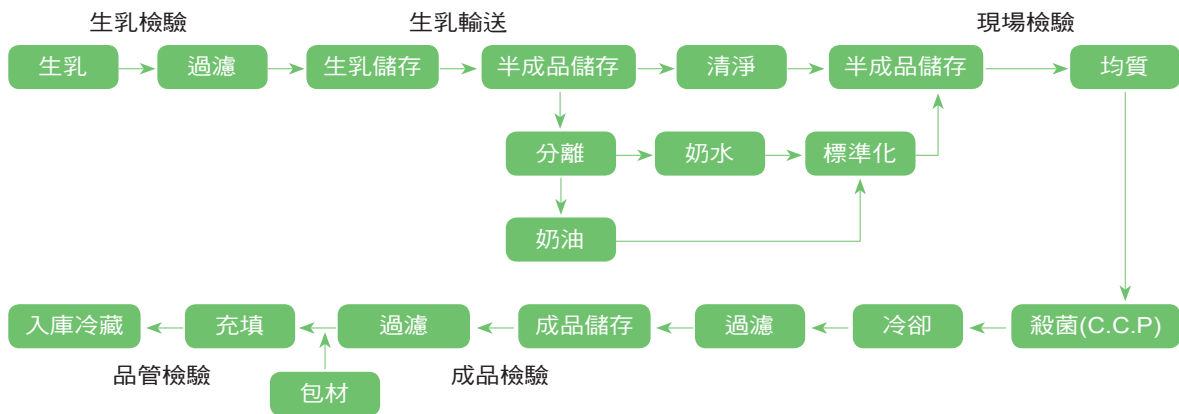 生乳檢驗
生乳輸送
現場檢驗
生乳
過濾
生乳儲存
半成品儲存
清淨
半成品儲存
均質
分離
奶水
標準化
奶油
入庫冷藏
充填
過濾
成品儲存
過濾
冷卻
殺菌(C.C.P)
品管檢驗
成品檢驗
包材